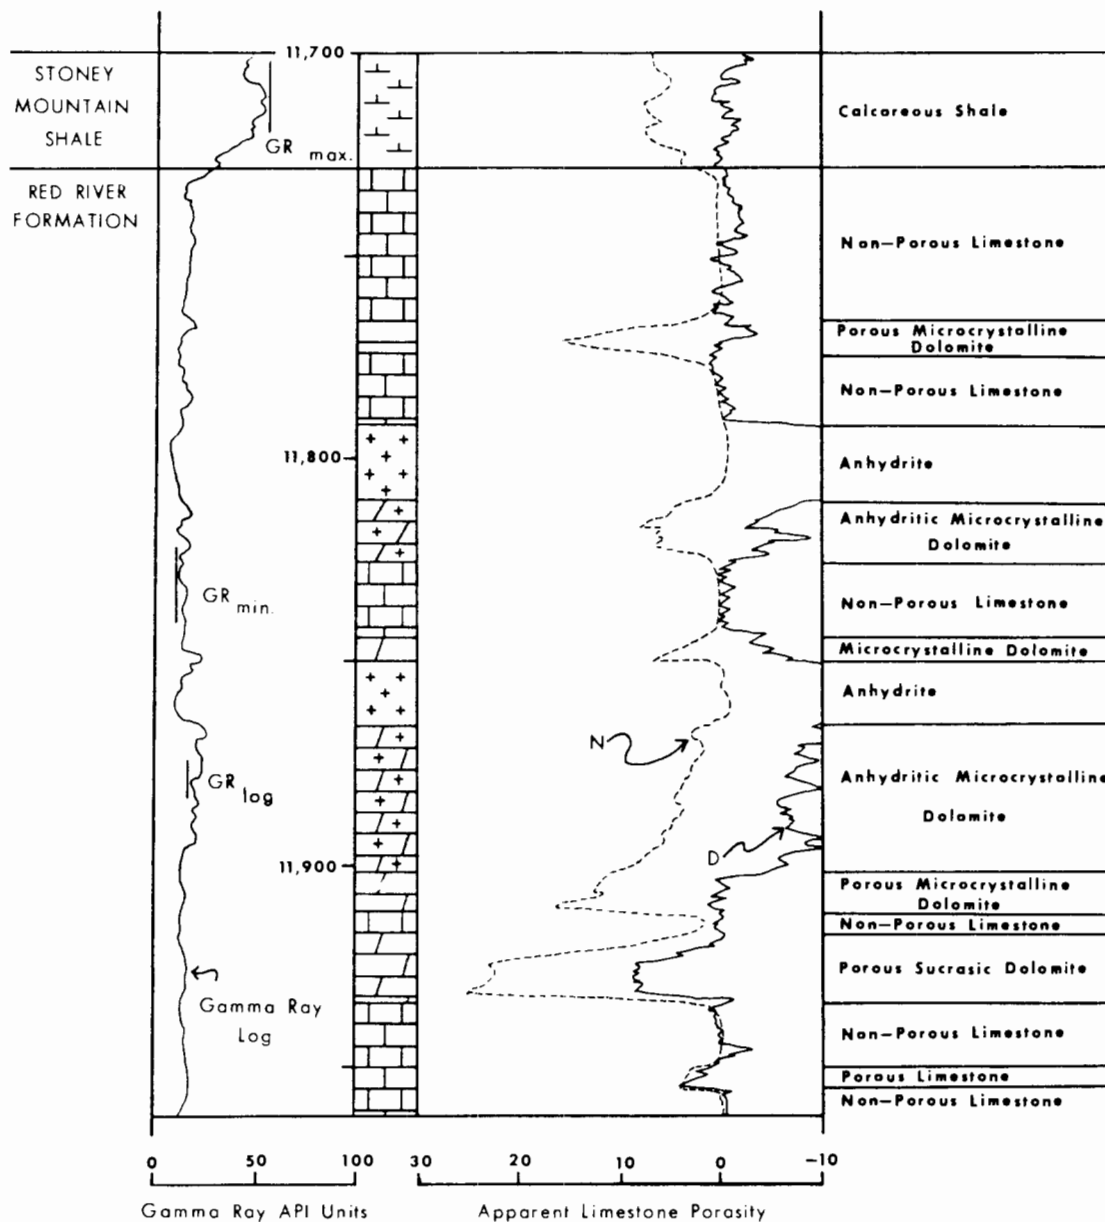 11,700
STONEY
MOUNTAIN
SHALE
GR max.
Calcareous Shale
RED RIVER
FORMATION
Non—Porous Limestone
Porous Microcrystalline
Dolomite
Non—Porous Limestone
11,800
Anhydrite
Anhydritic Microcrystalline
Dolomite
GR min.
Non—Porous Limestone
Microcrystalline Dolomite
Anhydrite
N
GR log
Anhydritic Microcrystalline
Dolomite
D
11,900
Porous Microcrystalline
Dolomite
Non—Porous Limestone
Porous Sucrasic Dolomite
Gamma Ray
Log
Non—Porous Limestone
Porous Limestone
Non—Porous Limestone
0 50 100 30 20 10 0 -10
Gamma Ray API Units
Apparent Limestone Porosity